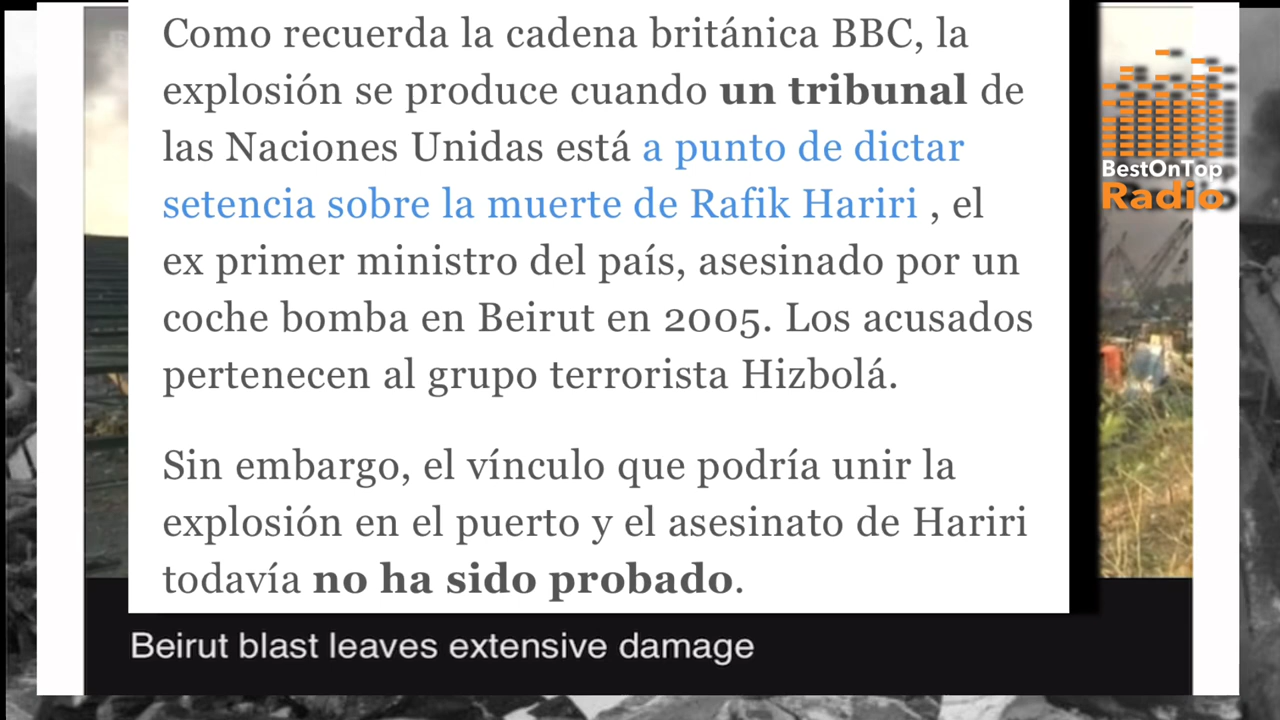 Como recuerda la cadena británica BBC, la
explosión se produce cuando un tribunal de
las Naciones Unidas está a punto de dictar
setencia sobre la muerte de Rafik Hariri , el
ex primer ministro del país, asesinado por un
coche bomba en Beirut en 2005. Los acusados
pertenecen al grupo terrorista Hizbolá.
Sin embargo, el vínculo que podría unir la
explosión en el puerto y el asesinato de Hariri
todavía no ha sido probado.
Beirut blast leaves extensive damage
BestOnTop
Radio